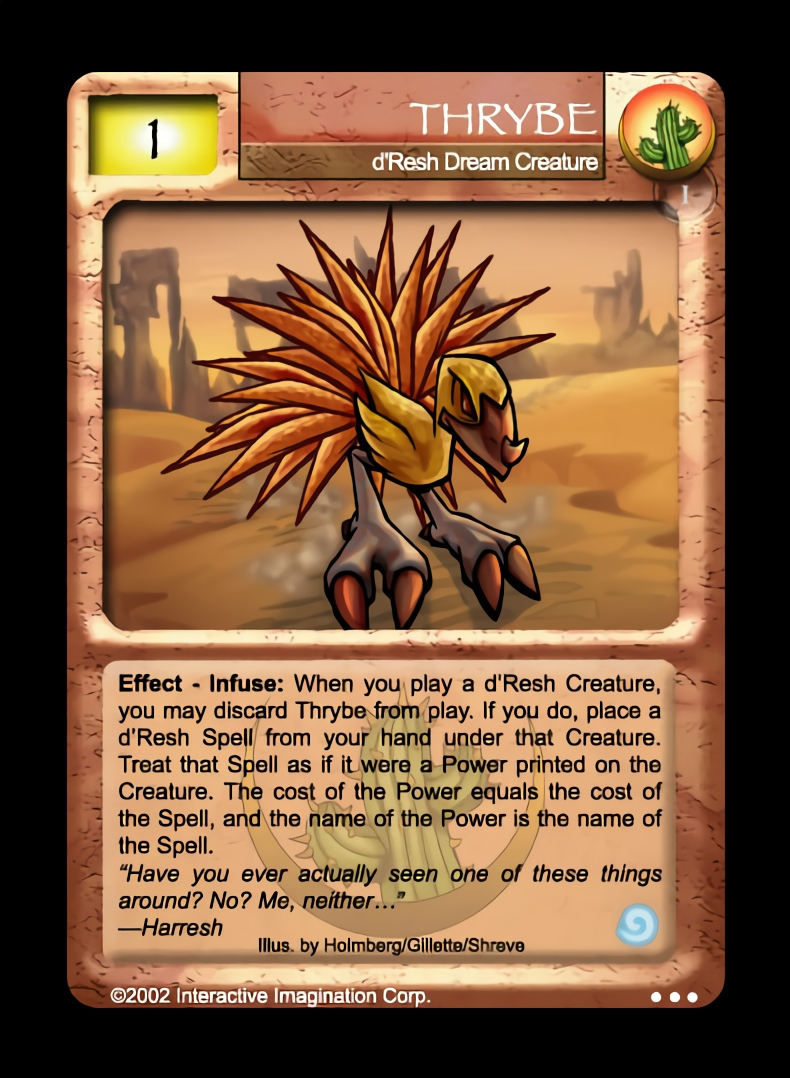 1
THRYBE
d'Resh Dream Creature
1
Effect - Infuse: When you play a d'Resh Creature,
you may discard Thrybe from play. If you do, place a
d'Resh Spell from your hand under that Creature.
Treat that Spell as if it were a Power printed on the
Creature. The cost of the Power equals the cost of
the Spell, and the name of the Power is the name of
the Spell.
“Have you ever actually seen one of these things
around? No? Me, neither…”
—Harresh
Illus. by Holmberg/Gillette/Shreve
©2002 Interactive Imagination Corp.